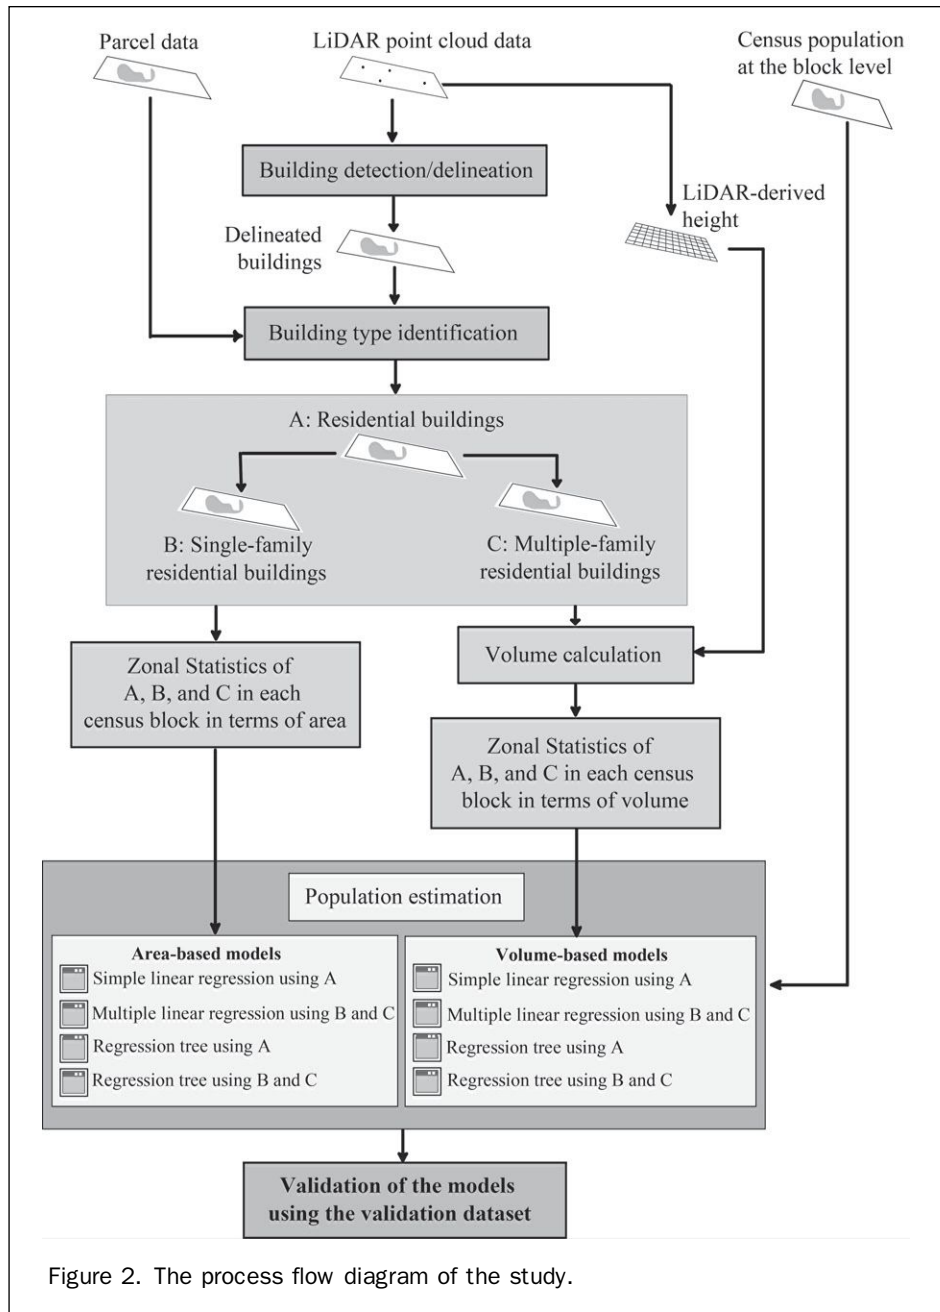 Parcel data
LiDAR point cloud data
Census population
at the block level
Building detection/delineation
LiDAR-derived
height
Delineated
buildings
Building type identification
A: Residential buildings
B: Single-family
residential buildings
C: Multiple-family
residential buildings
Zonal Statistics of
A, B, and C in each
census block in terms of area
Volume calculation
Zonal Statistics of
A, B, and C in each census
block in terms of volume
Population estimation
Area-based models
Simple linear regression using A
Multiple linear regression using B and C
Regression tree using A
Regression tree using B and C
Volume-based models
Simple linear regression using A
Multiple linear regression using B and C
Regression tree using A
Regression tree using B and C
Validation of the models
using the validation dataset
Figure 2. The process flow diagram of the study.